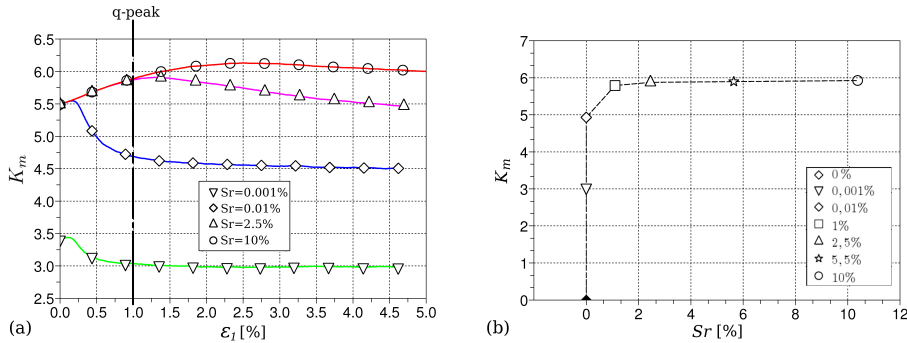 q-peak
6.5
6.0
5.5
5.0
4.5
4.0
3.5
3.0
2.5
K_m
Sr=0.001%
Sr=0.01%
Sr=2.5%
Sr=10%
0.0 0.5 1.0 1.5 2.0 2.5 3.0 3.5 4.0 4.5 5.0
(a)
ε_1 [%]
7
6
5
4
3
2
1
0
K_m
0%
0,001%
0,01%
1%
2,5%
5,5%
10%
0 2 4 6 8 10 12 14
(b)
Sr [%]